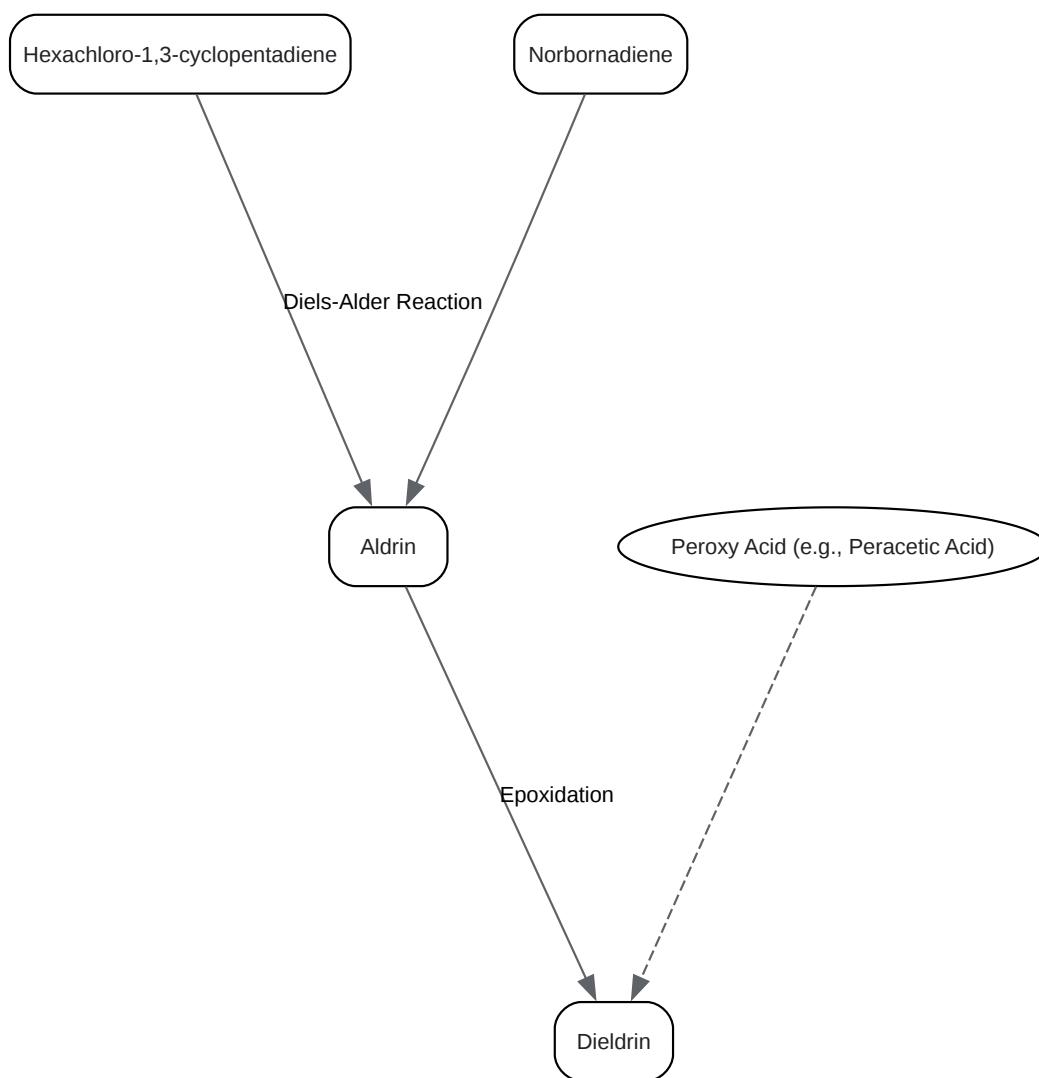 Hexachloro-1,3-cyclopentadiene
Norbornadiene
Diels-Alder Reaction
Aldrin
Peroxy Acid (e.g., Peracetic Acid)
Epoxidation
Dieldrin